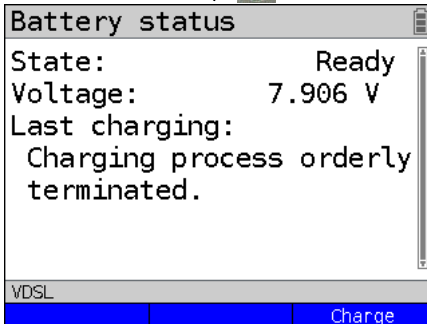 Battery status
State: Ready
Voltage: 7.906 V
Last charging:
Charging process orderly
terminated.
VDSL
Charge